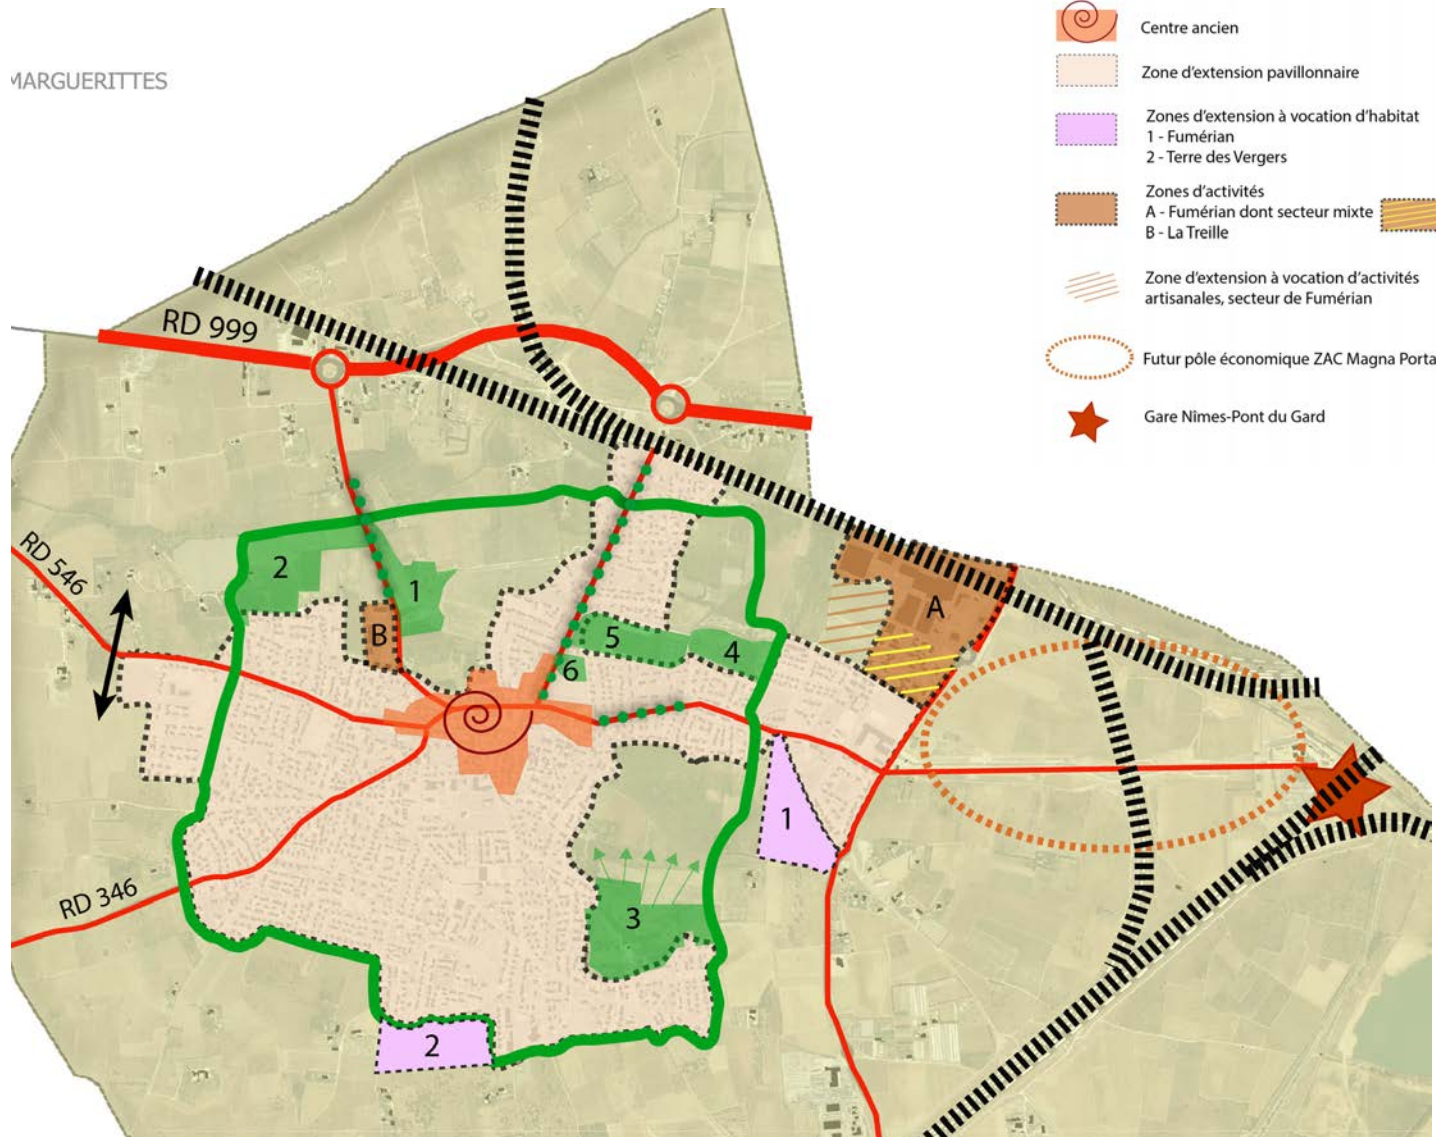 MARGUERITTES
Centre ancien
Zone d'extension pavillonnaire
Zones d'extension à vocation d'habitat
1 - Fumérian
2 - Terre des Vergers
Zones d'activités
A - Fumérian dont secteur mixte
B - La Treille
Zone d'extension à vocation d'activités
artisanales, secteur de Fumérian
Futur pôle économique ZAC Magna Porta
Gare Nîmes-Pont du Gard
RD 999
RD 546
2
1
B
A
5
4
6
1
RD 346
3
2